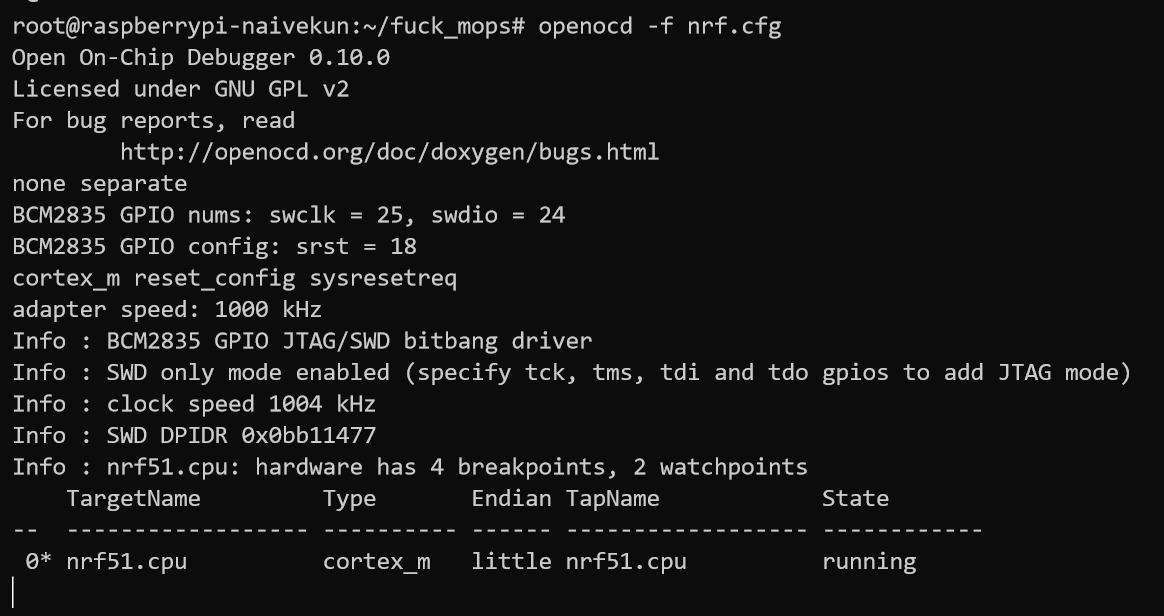 root@raspberrypi-naivekun:~/fuck_mops# openocd -f nrf.cfg
Open On-Chip Debugger 0.10.0
Licensed under GNU GPL v2
For bug reports, read
        http://openocd.org/doc/doxygen/bugs.html
none separate
BCM2835 GPIO nums: swclk = 25, swdio = 24
BCM2835 GPIO config: srst = 18
cortex_m reset_config sysresetreq
adapter speed: 1000 kHz
Info : BCM2835 GPIO JTAG/SWD bitbang driver
Info : SWD only mode enabled (specify tck, tms, tdi and tdo gpios to add JTAG mode)
Info : clock speed 1004 kHz
Info : SWD DPIDR 0x0bb11477
Info : nrf51.cpu: hardware has 4 breakpoints, 2 watchpoints
    TargetName         Type       Endian TapName            State
--  ------------------ ---------- ------ ------------------ ------------
 0* nrf51.cpu          cortex_m   little nrf51.cpu          running